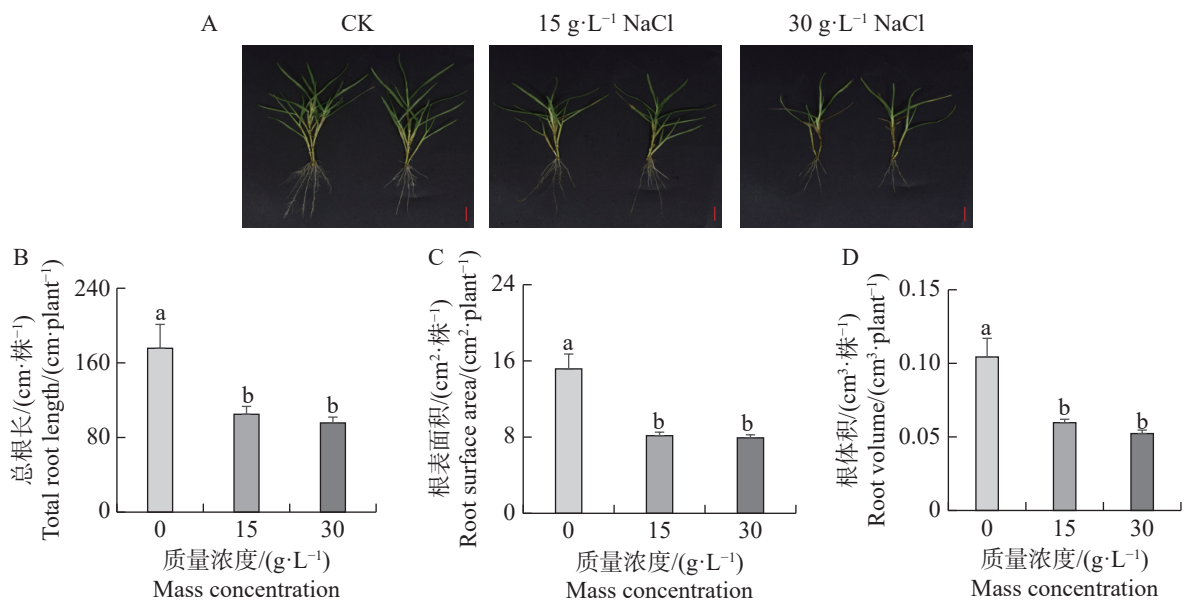 A
CK
15 g·L⁻¹ NaCl
30 g·L⁻¹ NaCl
B
总根长/(cm·株⁻¹)
Total root length/(cm·plant⁻¹)
240
160
80
0
a
b
b
0
15
30
质量浓度/(g·L⁻¹)
Mass concentration
C
根表面积/(cm²·株⁻¹)
Root surface area/(cm²·plant⁻¹)
24
16
8
0
a
b
b
0
15
30
质量浓度/(g·L⁻¹)
Mass concentration
D
根体积/(cm³·株⁻¹)
Root volume/(cm³·plant⁻¹)
0.15
0.10
0.05
0
a
b
b
0
15
30
质量浓度/(g·L⁻¹)
Mass concentration